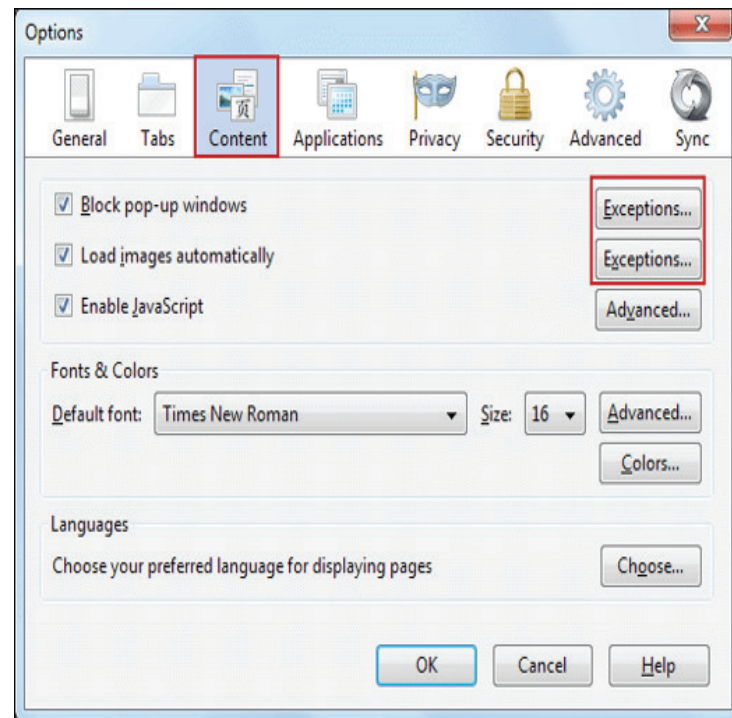 Options
X
页
General Tabs Content Applications Privacy Security Advanced Sync
Block pop-up windows Exceptions...
Load images automatically Exceptions...
Enable JavaScript Advanced...
Fonts & Colors
Default font: Times New Roman Size: 16 Advanced...
Colors...
Languages
Choose your preferred language for displaying pages Choose...
OK Cancel Help